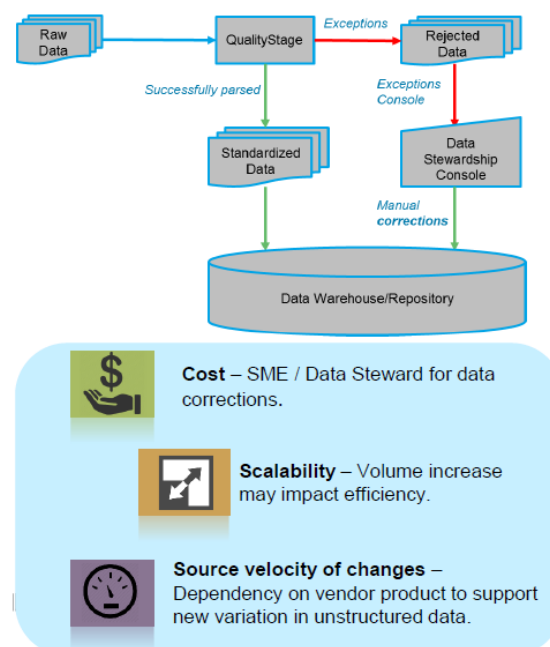 Raw
Data
QualityStage
Exceptions
Rejected
Data
Successfully parsed
Exceptions
Console
Standardized
Data
Data
Stewardship
Console
Manual
corrections
Data Warehouse/Repository
$
Cost – SME / Data Steward for data
corrections.
Scalability – Volume increase
may impact efficiency.
Source velocity of changes –
Dependency on vendor product to support
new variation in unstructured data.